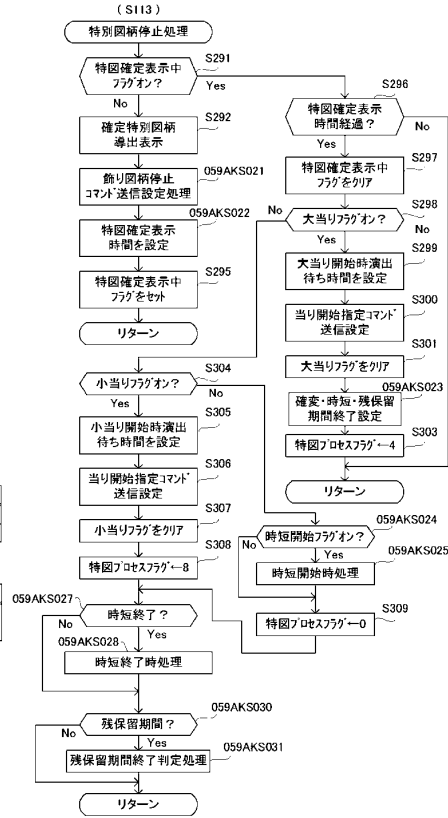 (S113)
特別図柄停止処理
S291
特図確定表示中
フラグオン?
Yes
No
S292
確定特別図柄
導出表示
059AKS021
飾り図柄停止
コマンド送信設定処理
059AKS022
特図確定表示
時間を設定
S295
特図確定表示中
フラグをセット
リターン
S296
特図確定表示
時間経過?
No
Yes
S297
特図確定表示中
フラグをクリア
S298
大当りフラグオン?
No
No
Yes
S299
大当り開始時演出
待ち時間を設定
S300
当り開始指定コマンド
送信設定
S301
大当りフラグをクリア
059AKS023
確変・時短・残保留
期間終了設定
S303
特図プロセスフラグ←4
リターン
S304
小当りフラグオン?
Yes
No
S305
小当り開始時演出
待ち時間を設定
S306
当り開始指定コマンド
送信設定
S307
小当りフラグをクリア
S308
特図プロセスフラグ←8
059AKS024
時短開始フラグオン?
No
Yes
059AKS025
時短開始時処理
S309
特図プロセスフラグ←0
059AKS027
時短終了?
No
Yes
059AKS028
時短終了時処理
059AKS030
残保留期間?
No
Yes
059AKS031
残保留期間終了判定処理
リターン